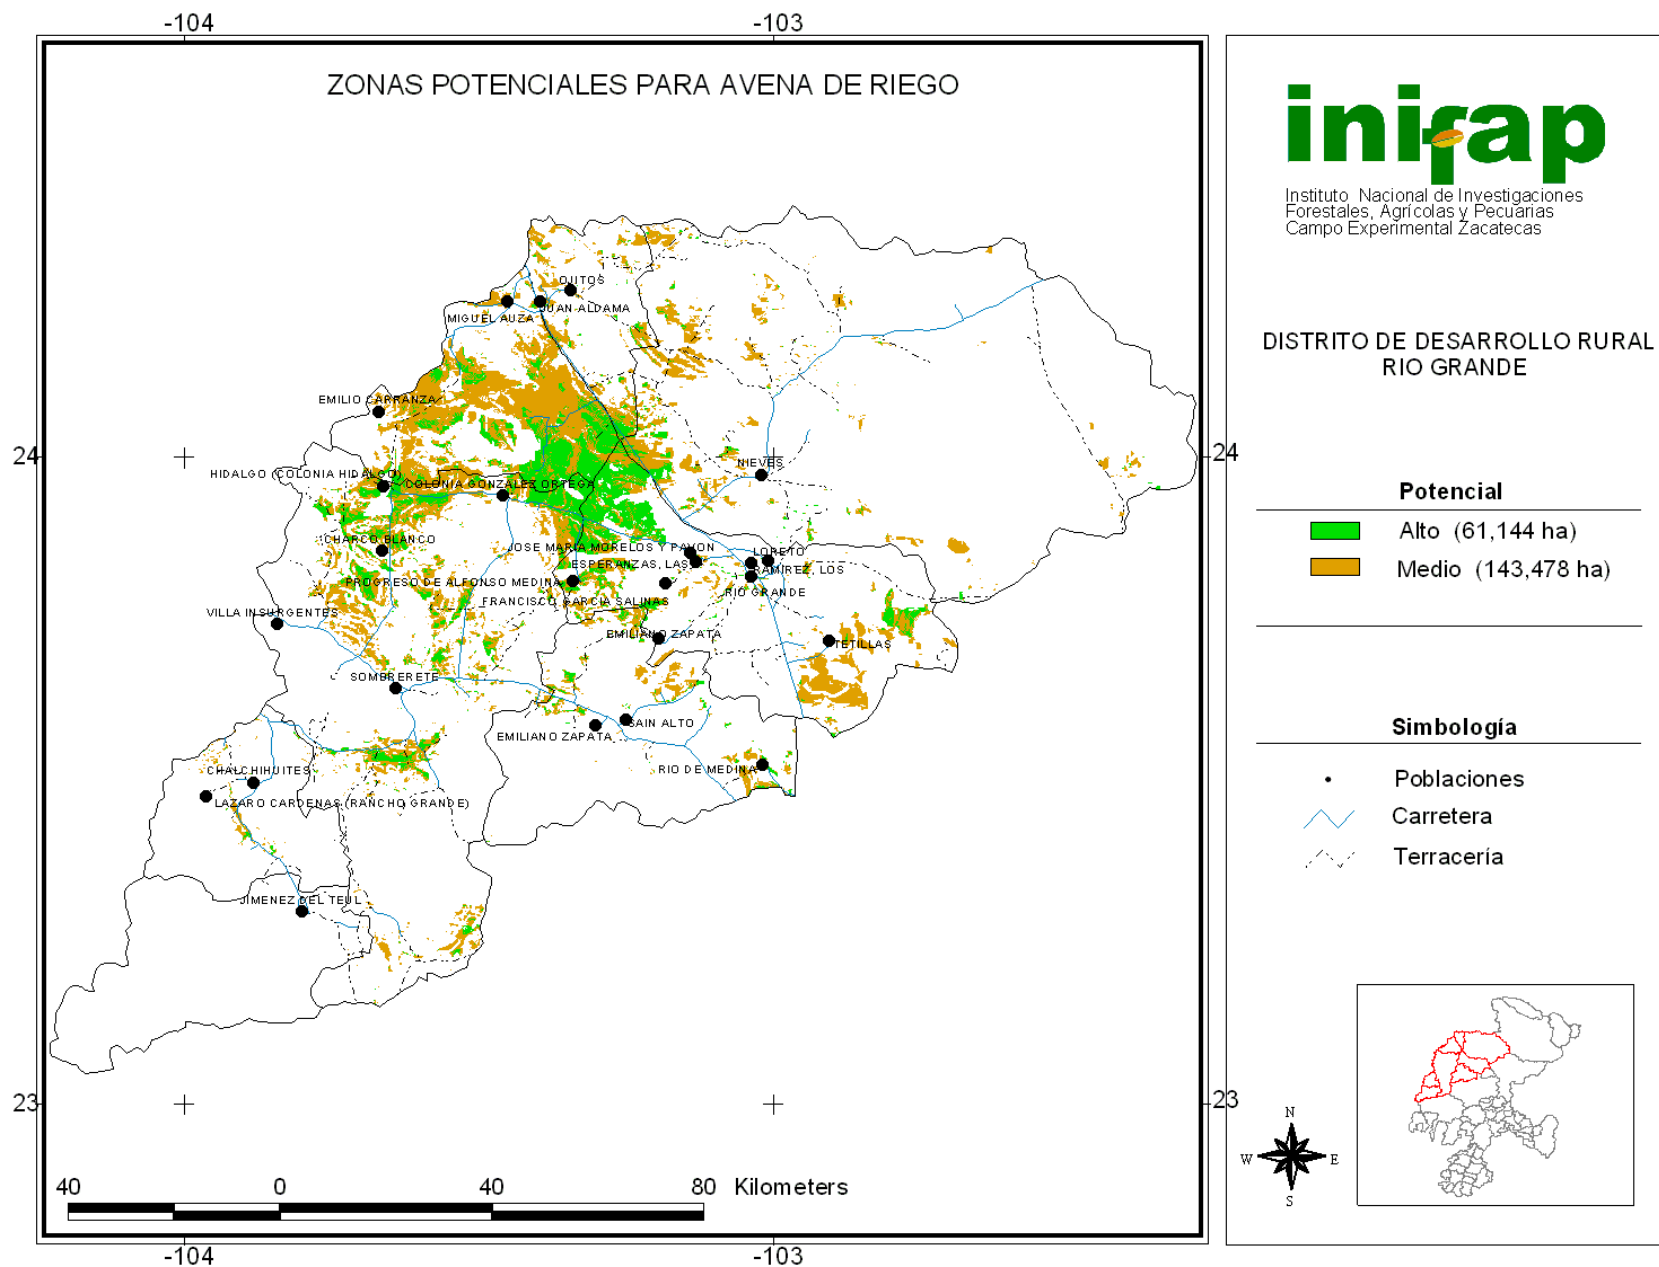 -104
-103
ZONAS POTENCIALES PARA AVENA DE RIEGO
OJITOS
JUAN ALDAMA
MIGUEL AUZA
EMILIO CARRANZA
24
24
NIEVES
HIDALGO (COLONIA HIDALGO)
COLONIA GONZALEZ ORTEGA
CHARCO BLANCO
JOSE MARIA MORELOS Y PAVON
LORETO
ESPERANZAS, LAS
RAMIREZ, LOS
PROGRESO DE ALFONSO MEDINA
RIO GRANDE
FRANCISCO GARCIA SALINAS
VILLA INSURGENTES
EMILIANO ZAPATA
TETILLAS
SOMBRERETE
SAIN ALTO
EMILIANO ZAPATA
RIO DE MEDINA
CHALCHIHUITES
LAZARO CARDENAS (RANCHO GRANDE)
JIMENEZ DEL TEUL
23
23
40 0 40 80 Kilometers
-104
-103
inifap
Instituto Nacional de Investigaciones
Forestales, Agrícolas y Pecuarias
Campo Experimental Zacatecas
DISTRITO DE DESARROLLO RURAL
RIO GRANDE
Potencial
Alto (61,144 ha)
Medio (143,478 ha)
Simbología
Poblaciones
Carretera
Terracería
N
W E
S